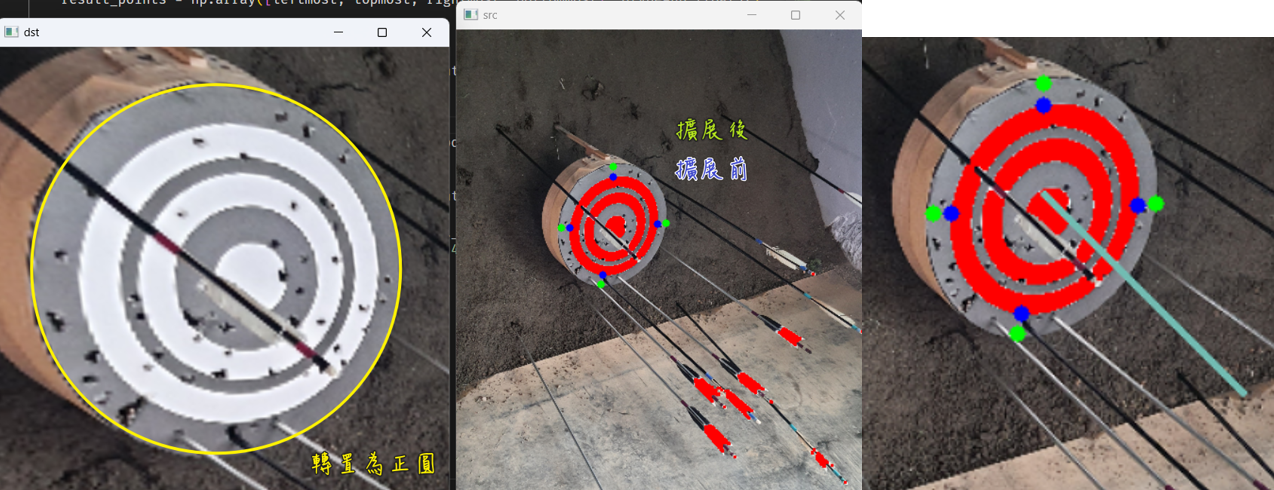 result_points = np.array([leftmost, topmost, righ
dst
src
擴展後
擴展前
轉置為正圓